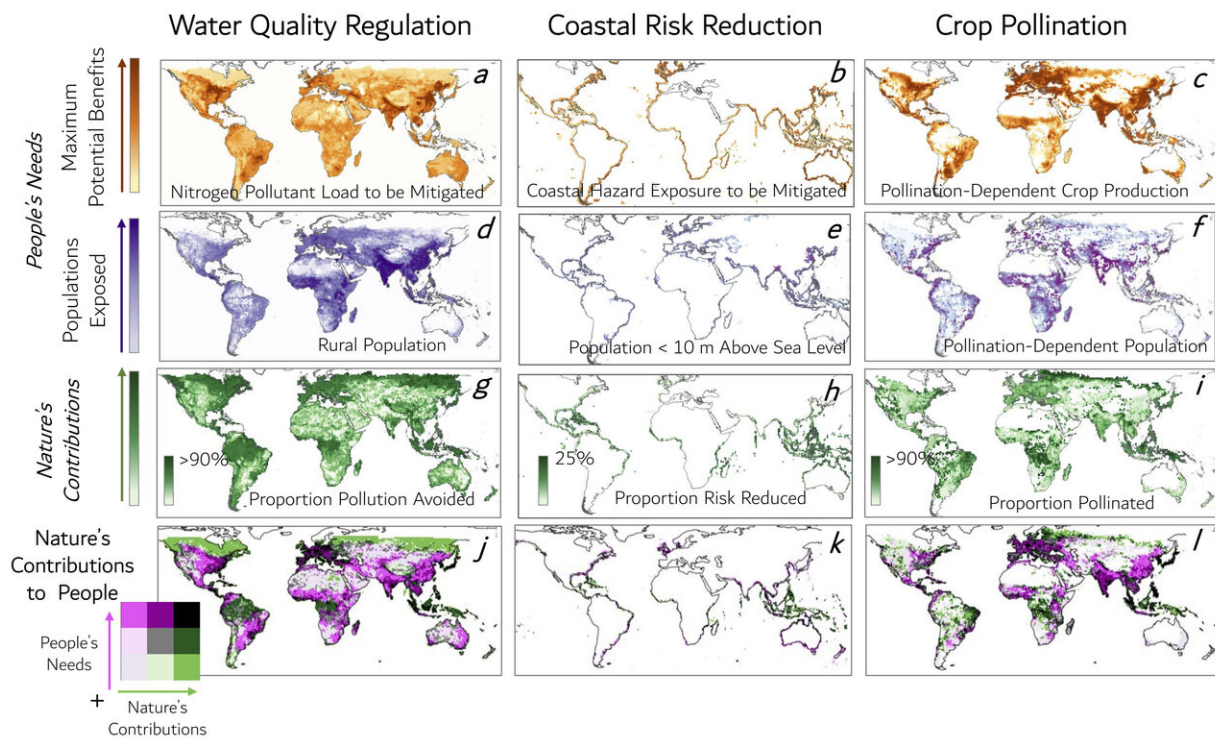 Water Quality Regulation
Coastal Risk Reduction
Crop Pollination
People's Needs
Maximum
Potential Benefits
a
Nitrogen Pollutant Load to be Mitigated
b
Coastal Hazard Exposure to be Mitigated
c
Pollination-Dependent Crop Production
Populations
Exposed
d
Rural Population
e
Population < 10 m Above Sea Level
f
Pollination-Dependent Population
Nature's
Contributions
g
>90%
Proportion Pollution Avoided
h
25%
Proportion Risk Reduced
i
>90%
Proportion Pollinated
Nature's
Contributions
to People
j
k
l
People's
Needs
+
Nature's
Contributions